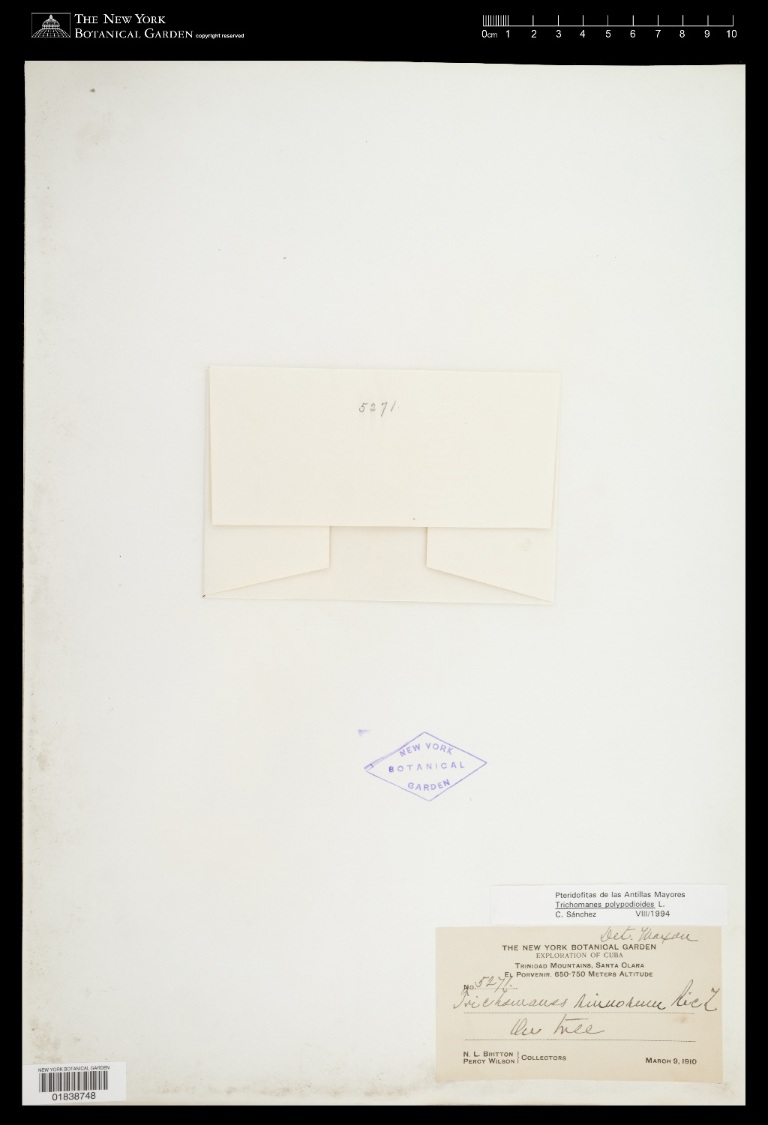 The New York
Botanical Garden copyright reserved
0cm 1 2 3 4 5 6 7 8 9 10
5271
NEW YORK
BOTANICAL
GARDEN
Pteridofitas de las Antillas Mayores
Trichomanes polypodioides L.
C. Sánchez VIII/1994
Det. Maxon
THE NEW YORK BOTANICAL GARDEN
EXPLORATION OF CUBA
Trinidad Mountains, Santa Clara
El Porvenir, 650-750 Meters Altitude
No. 5271.
Trichomanes
On tree
N. L. Britton
Percy Wilson Collectors
March 9, 1910
NEW YORK BOTANICAL GARDEN
01838748